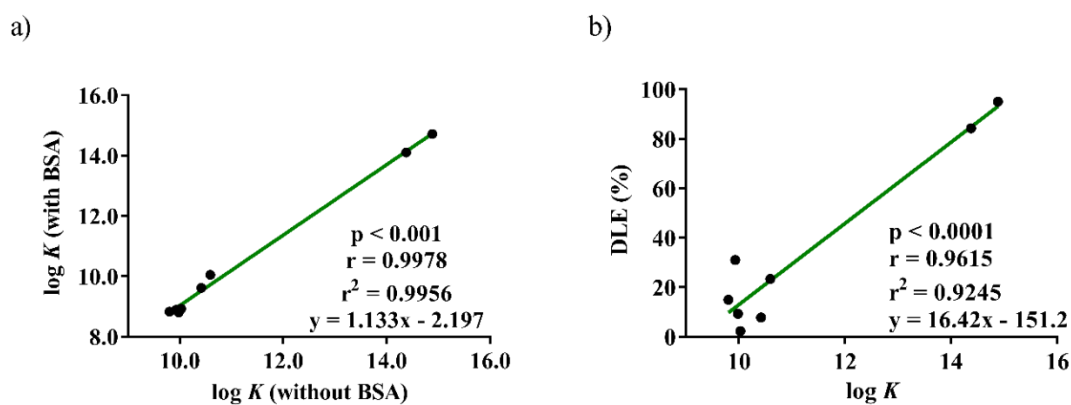 a)
16.0
14.0
12.0
10.0
8.0
log K (with BSA)
10.0 12.0 14.0 16.0
log K (without BSA)
p < 0.001
r = 0.9978
r² = 0.9956
y = 1.133x - 2.197
b)
100
80
60
40
20
0
DLE (%)
10 12 14 16
log K
p < 0.0001
r = 0.9615
r² = 0.9245
y = 16.42x - 151.2